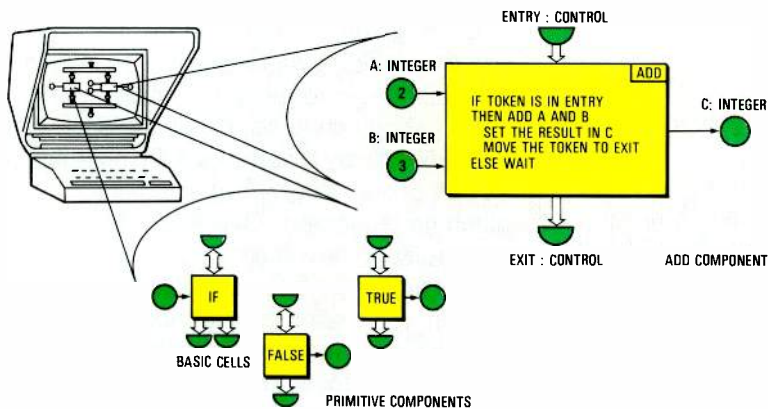 ENTRY : CONTROL
A: INTEGER
2
B: INTEGER
3
ADD
IF TOKEN IS IN ENTRY
THEN ADD A AND B
SET THE RESULT IN C
MOVE THE TOKEN TO EXIT
ELSE WAIT
C: INTEGER
EXIT : CONTROL
ADD COMPONENT
IF
TRUE
FALSE
BASIC CELLS
PRIMITIVE COMPONENTS